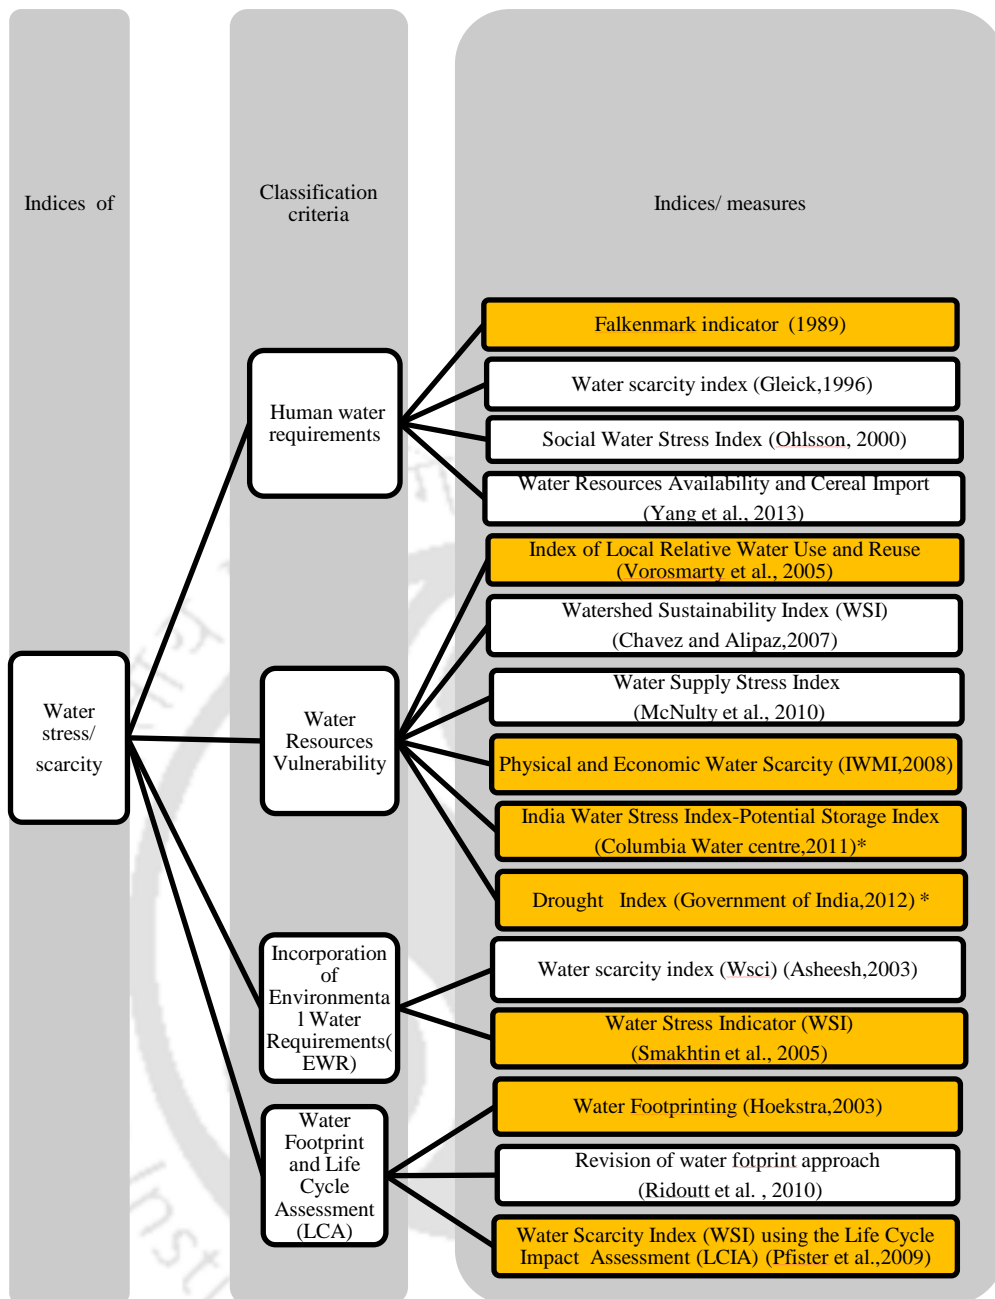 Indices of
Classification
criteria
Indices/ measures
Water
stress/
scarcity
Human water
requirements
Falkenmark indicator (1989)
Water scarcity index (Gleick,1996)
Social Water Stress Index (Ohlsson, 2000)
Water Resources Availability and Cereal Import
(Yang et al., 2013)
Water
Resources
Vulnerability
Index of Local Relative Water Use and Reuse
(Vorosmarty et al., 2005)
Watershed Sustainability Index (WSI)
(Chavez and Alipaz,2007)
Water Supply Stress Index
(McNulty et al., 2010)
Physical and Economic Water Scarcity (IWMI,2008)
India Water Stress Index-Potential Storage Index
(Columbia Water centre,2011)*
Drought Index (Government of India,2012) *
Incorporation
of
Environmenta
l Water
Requirements(
EWR)
Water scarcity index (Wsci) (Asheesh,2003)
Water Stress Indicator (WSI)
(Smakhtin et al., 2005)
Water
Footprint
and Life
Cycle
Assessment
(LCA)
Water Footprinting (Hoekstra,2003)
Revision of water fotprint approach
(Ridoutt et al. , 2010)
Water Scarcity Index (WSI) using the Life Cycle
Impact Assessment (LCIA) (Pfister et al.,2009)